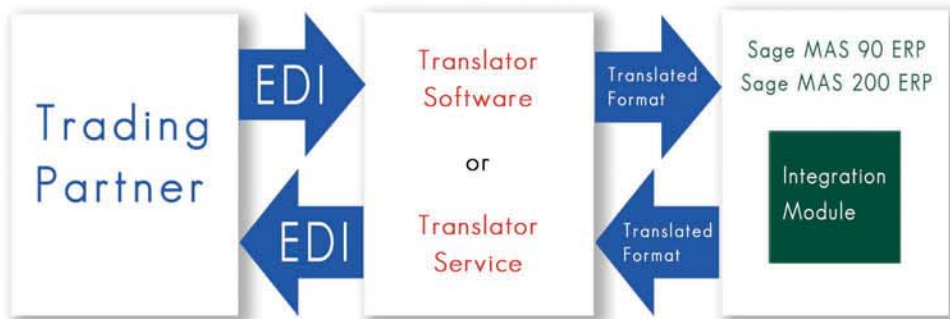 Trading
Partner
EDI
EDI
Translator
Software
or
Translator
Service
Translated
Format
Translated
Format
Sage MAS 90 ERP
Sage MAS 200 ERP
Integration
Module